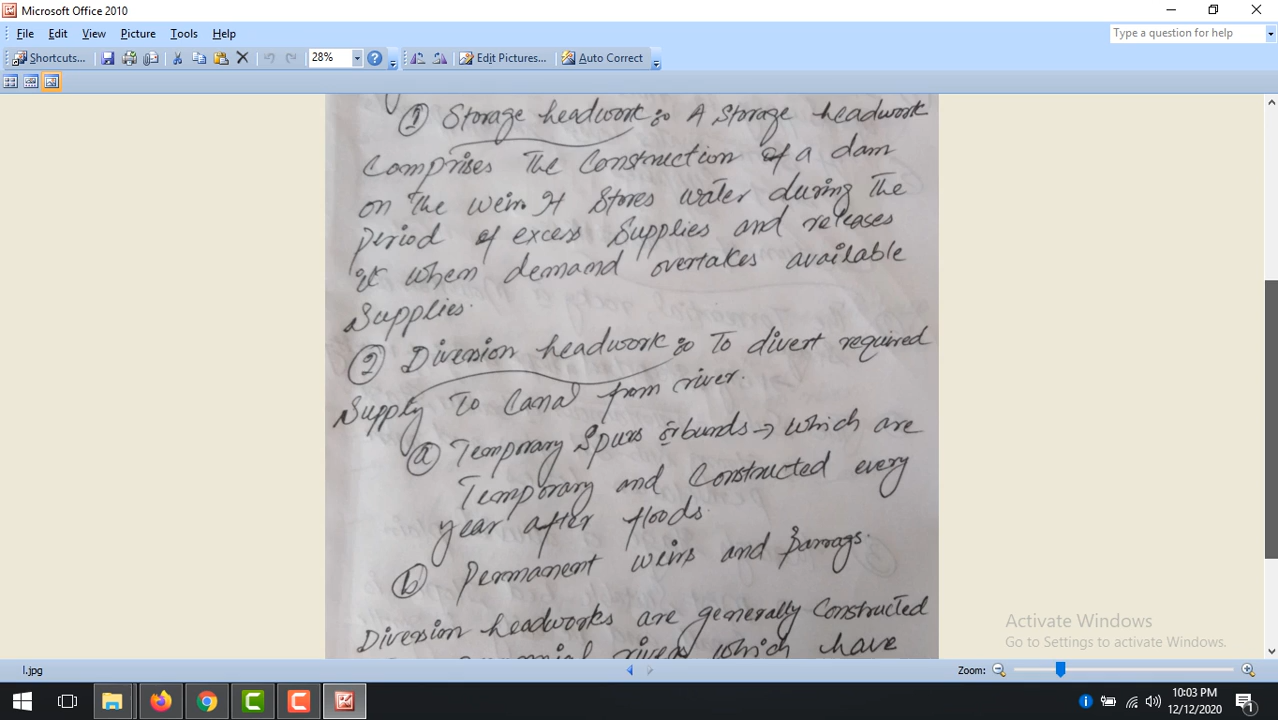 Microsoft Office 2010
File Edit View Picture Tools Help
Type a question for help
Shortcuts... 28% Edit Pictures... Auto Correct
① Storage headwork :- A Storage headwork
Comprises The Construction of a dam
on The weir. It Stores water during The
Period of excess Supplies and releases
it when demand overtakes available
Supplies.
② Diversion headwork :- To divert required
Supply To Canal from river.
ⓐ Temporary Spurs or bunds → which are
Temporary and Constructed every
year after floods.
ⓑ Permanent weirs and Barrags.
Diversion headworks are generally Constructed
rivers which have
Activate Windows
Go to Settings to activate Windows.
l.jpg
Zoom:
10:03 PM
12/12/2020
1